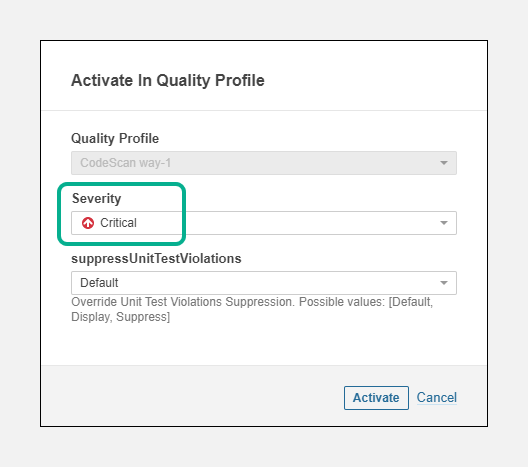 Activate In Quality Profile
Quality Profile
CodeScan way-1
Severity
Critical
suppressUnitTestViolations
Default
Override Unit Test Violations Suppression. Possible values: [Default,
Display, Suppress]
Activate Cancel